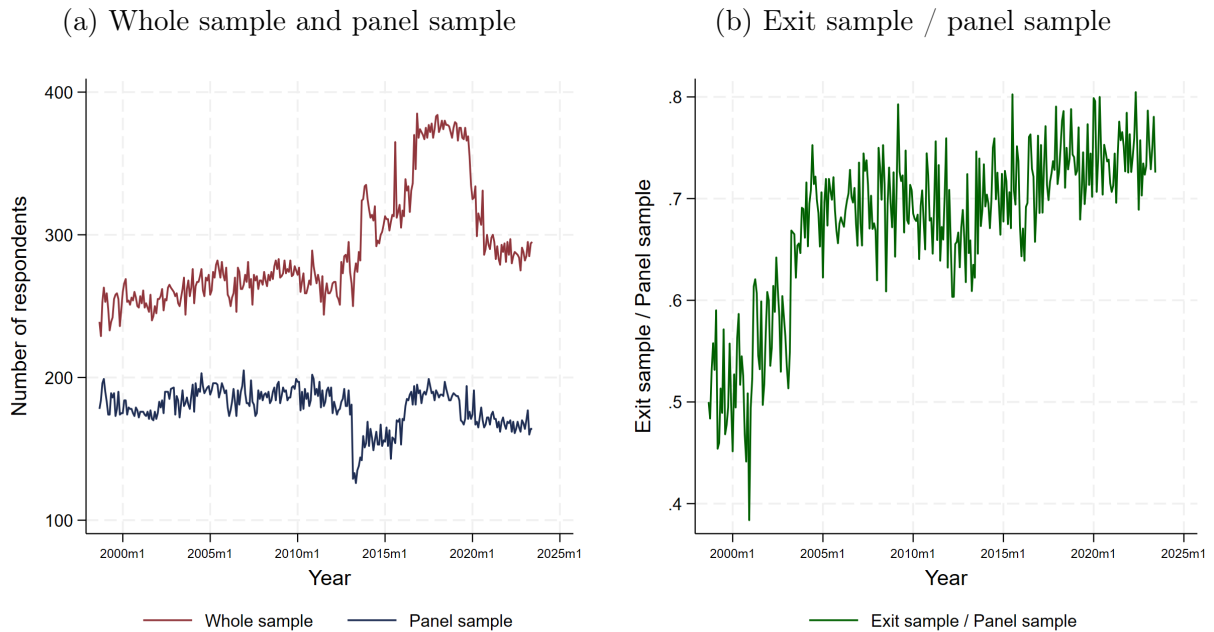 (a) Whole sample and panel sample
Number of respondents
400
300
200
100
2000m1 2005m1 2010m1 2015m1 2020m1 2025m1
Year
Whole sample Panel sample
(b) Exit sample / panel sample
Exit sample / Panel sample
.8
.7
.6
.5
.4
2000m1 2005m1 2010m1 2015m1 2020m1 2025m1
Year
Exit sample / Panel sample